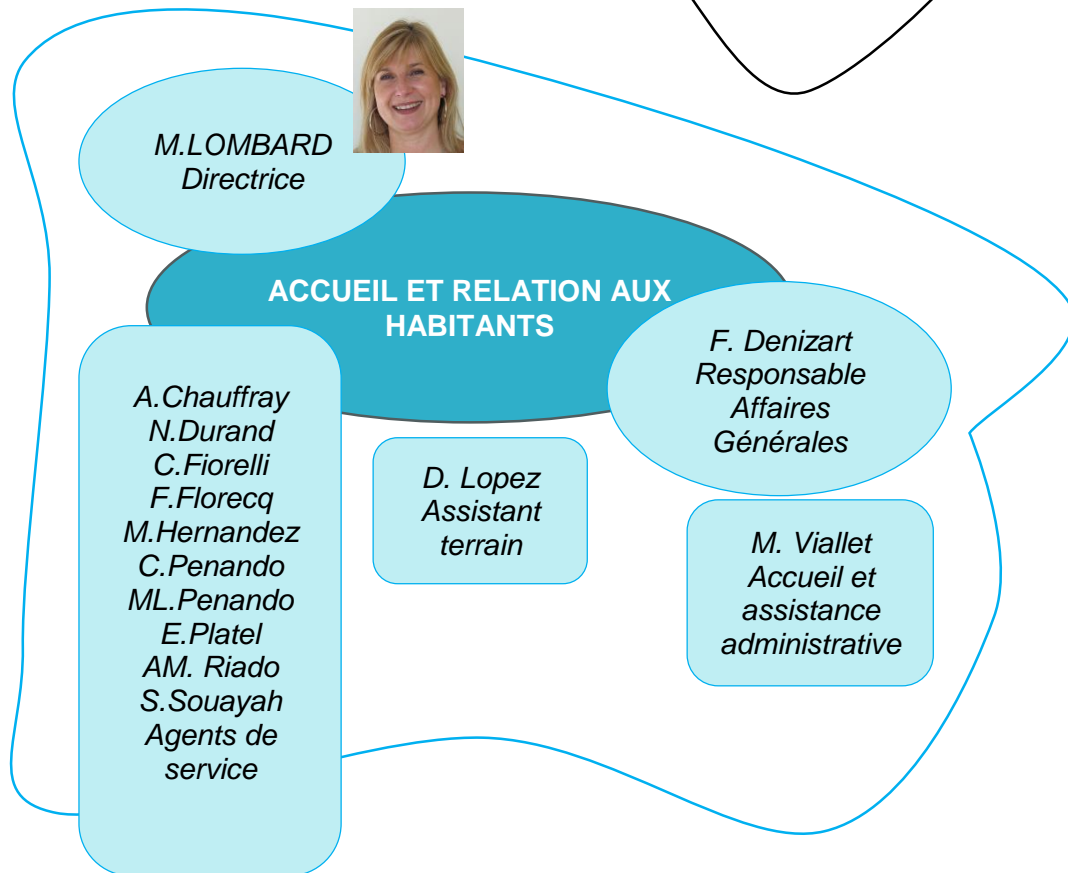 M.LOMBARD
Directrice
ACCUEIL ET RELATION AUX
HABITANTS
F. Denizart
Responsable
Affaires
Générales
A.Chauffray
N.Durand
C.Fiorelli
F.Florecq
M.Hernandez
C.Penando
ML.Penando
E.Platel
AM. Riado
S.Souayah
Agents de
service
D. Lopez
Assistant
terrain
M. Viallet
Accueil et
assistance
administrative